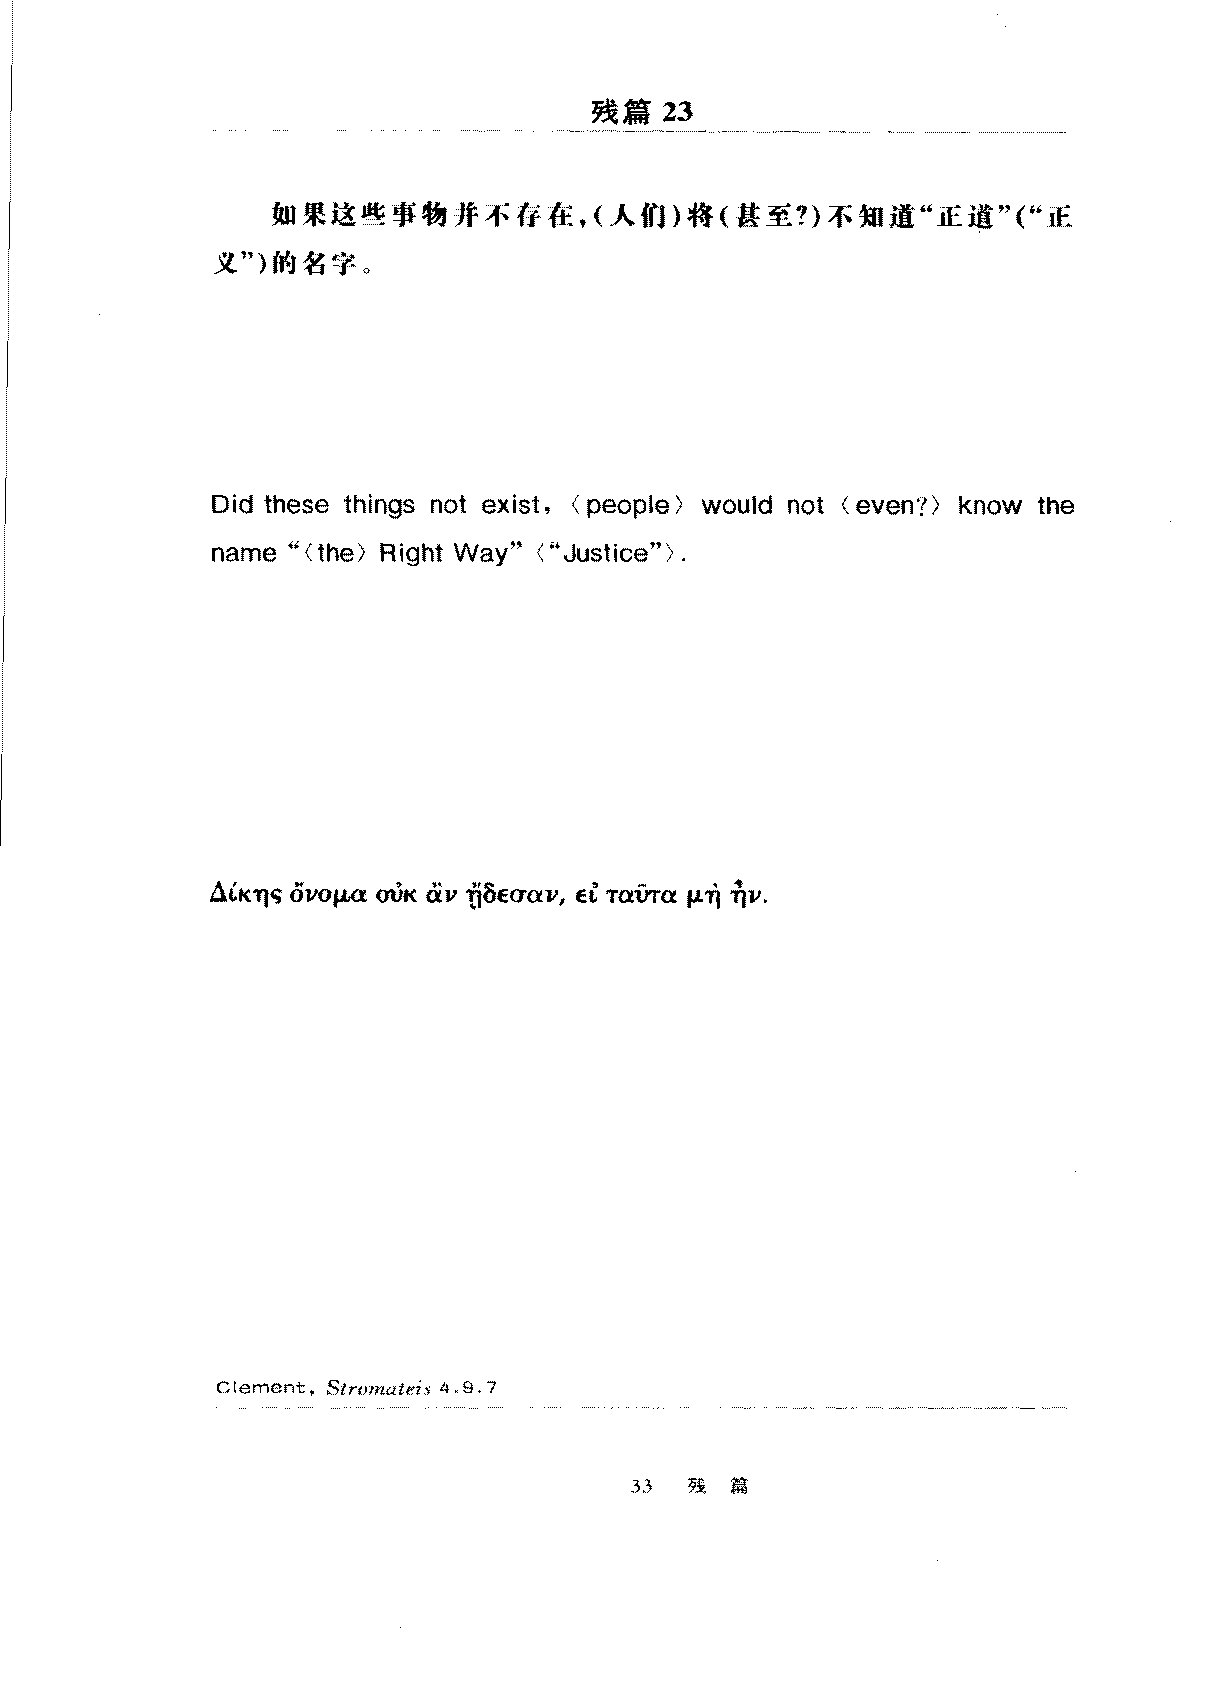 残篇 23
如果这些事物并不存在,(人们)将(甚至?)不知道“正道”(“正
义”)的名字。
Did these things not exist, 〈people〉 would not 〈even?〉 know the
name “〈the〉 Right Way” 〈“Justice”〉.
Δίκης ὄνομα οὐκ ἂν ᾔδεσαν, εἰ ταῦτα μὴ ἦν.
Clement, Stromateis 4.9.7
33 残 篇